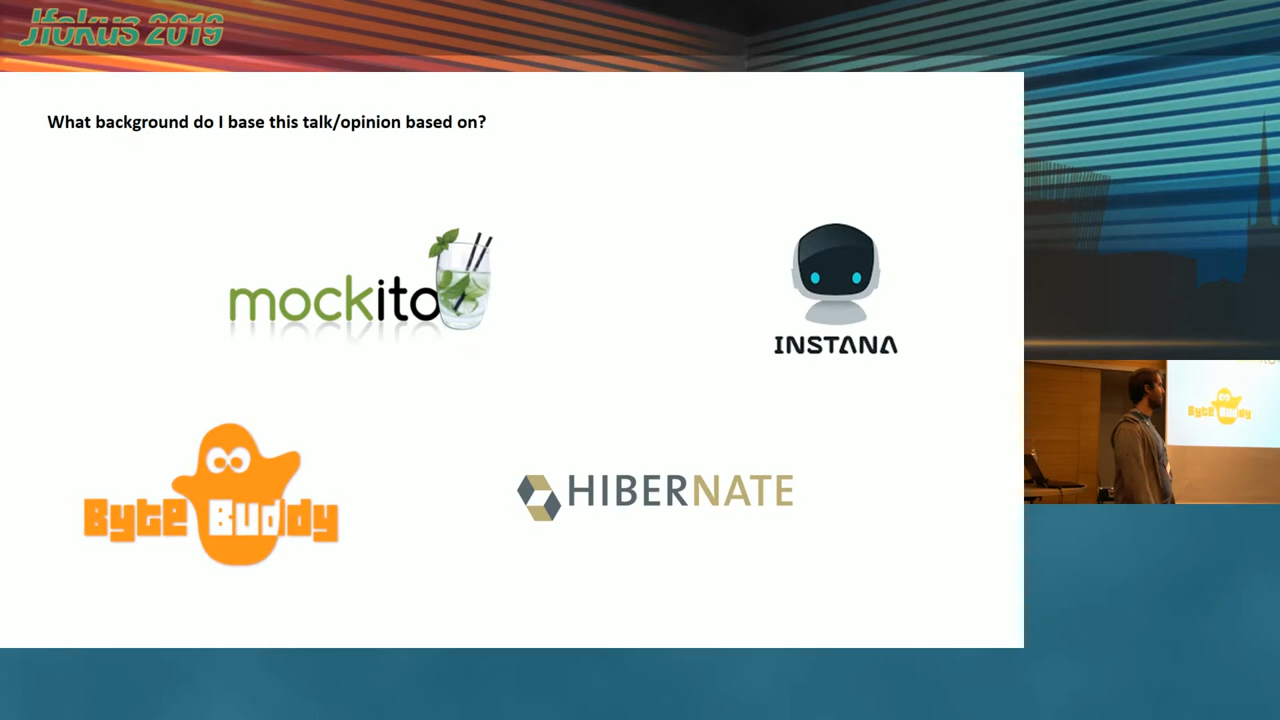 Jfokus 2019
What background do I base this talk/opinion based on?
mockito
INSTANA
Byte Buddy
HIBERNATE
Byte Buddy